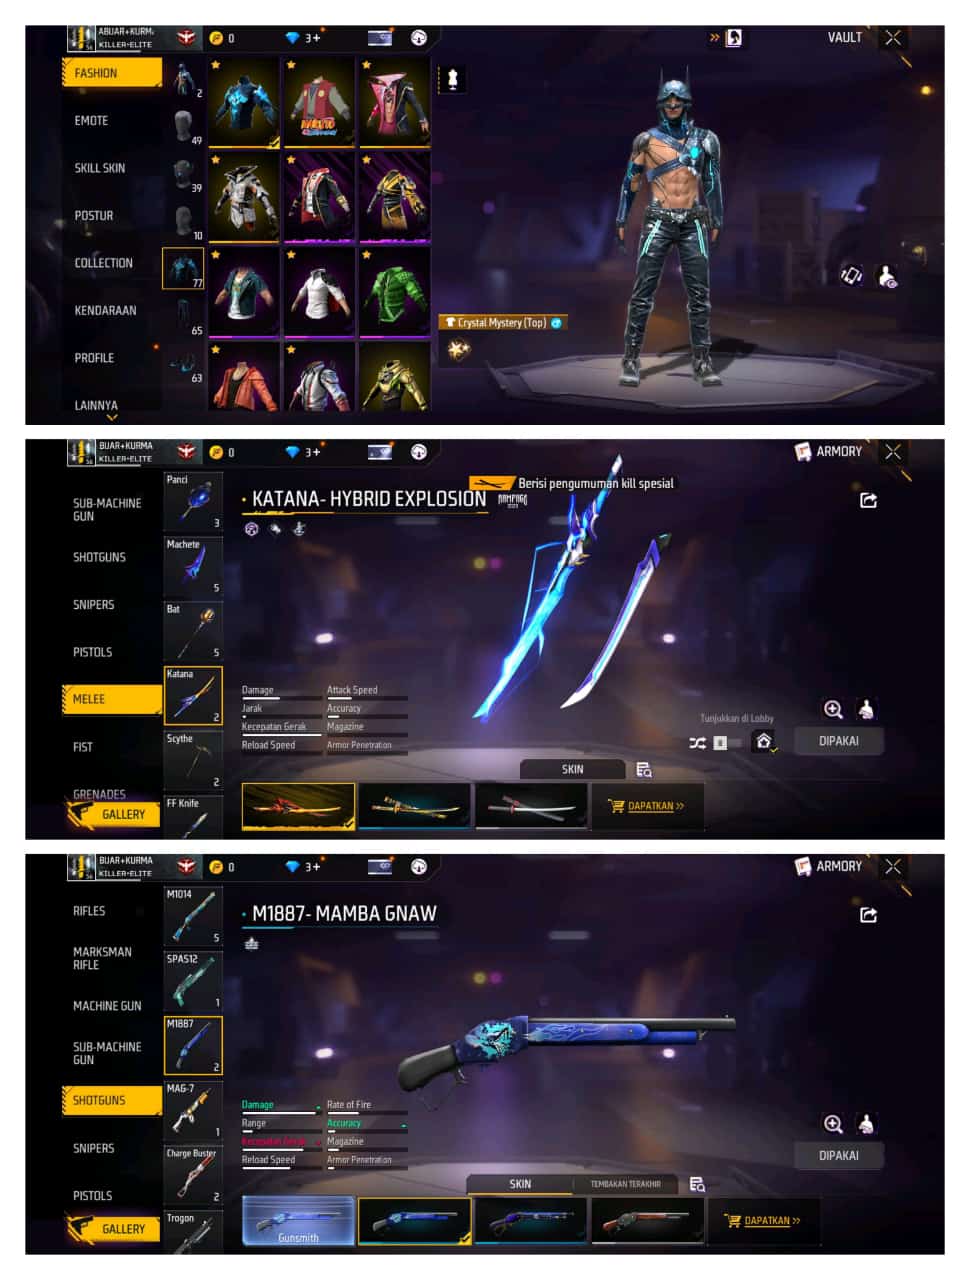 ABUAR+KURM
KILLER-ELITE
56
0
3+
VAULT
FASHION
EMOTE
SKILL SKIN
POSTUR
COLLECTION
KENDARAAN
PROFILE
LAINNYA
2
49
39
10
77
65
63
NARUTO
Crystal Mystery (Top)
BUAR+KURMA
KILLER-ELITE
56
0
3+
ARMORY
SUB-MACHINE
GUN
SHOTGUNS
SNIPERS
PISTOLS
MELEE
FIST
GRENADES
GALLERY
Panci
3
Machete
5
Bat
5
Katana
2
Scythe
2
FF Knife
Berisi pengumuman kill spesial
KATANA- HYBRID EXPLOSION
Damage
Attack Speed
Jarak
Accuracy
Kecepatan Gerak
Magazine
Reload Speed
Armor Penetration
Tunjukkan di Lobby
DIPAKAI
SKIN
DAPATKAN >>
BUAR+KURMA
KILLER-ELITE
56
0
3+
ARMORY
RIFLES
MARKSMAN
RIFLE
MACHINE GUN
SUB-MACHINE
GUN
SHOTGUNS
SNIPERS
PISTOLS
GALLERY
M1014
5
SPAS12
1
M1887
2
MAG-7
1
Charge Buster
2
Trogon
M1887- MAMBA GNAW
Damage
Rate of Fire
Range
Accuracy
Kecepatan Gerak
Magazine
Reload Speed
Armor Penetration
DIPAKAI
SKIN
TEMBAKAN TERAKHIR
Gunsmith
DAPATKAN >>